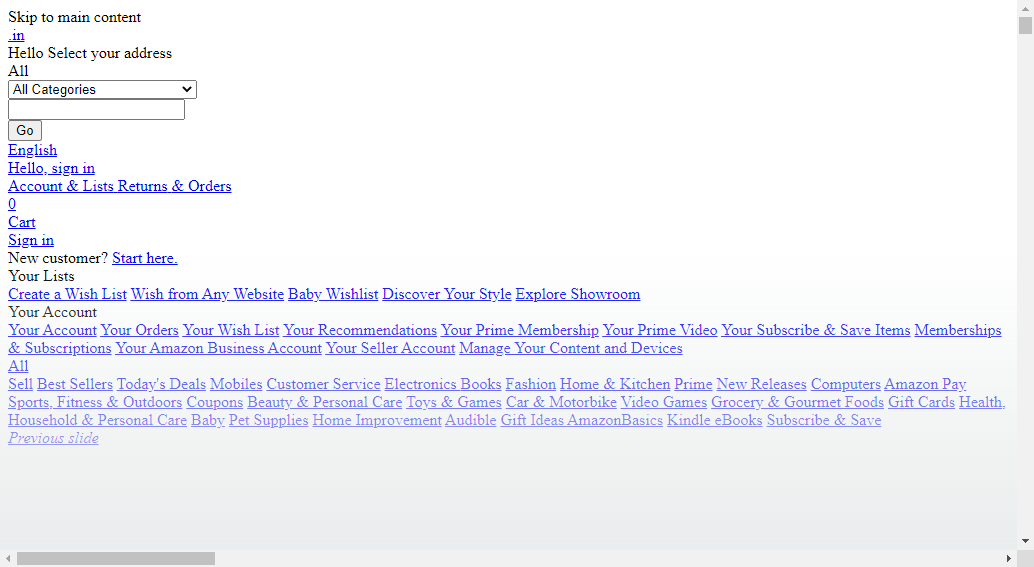 Skip to main content
.in
Hello Select your address
All
All Categories
Go
English
Hello, sign in
Account & Lists Returns & Orders
0
Cart
Sign in
New customer? Start here.
Your Lists
Create a Wish List Wish from Any Website Baby Wishlist Discover Your Style Explore Showroom
Your Account
Your Account Your Orders Your Wish List Your Recommendations Your Prime Membership Your Prime Video Your Subscribe & Save Items Memberships
& Subscriptions Your Amazon Business Account Your Seller Account Manage Your Content and Devices
All
Sell Best Sellers Today's Deals Mobiles Customer Service Electronics Books Fashion Home & Kitchen Prime New Releases Computers Amazon Pay
Sports, Fitness & Outdoors Coupons Beauty & Personal Care Toys & Games Car & Motorbike Video Games Grocery & Gourmet Foods Gift Cards Health,
Household & Personal Care Baby Pet Supplies Home Improvement Audible Gift Ideas AmazonBasics Kindle eBooks Subscribe & Save
Previous slide